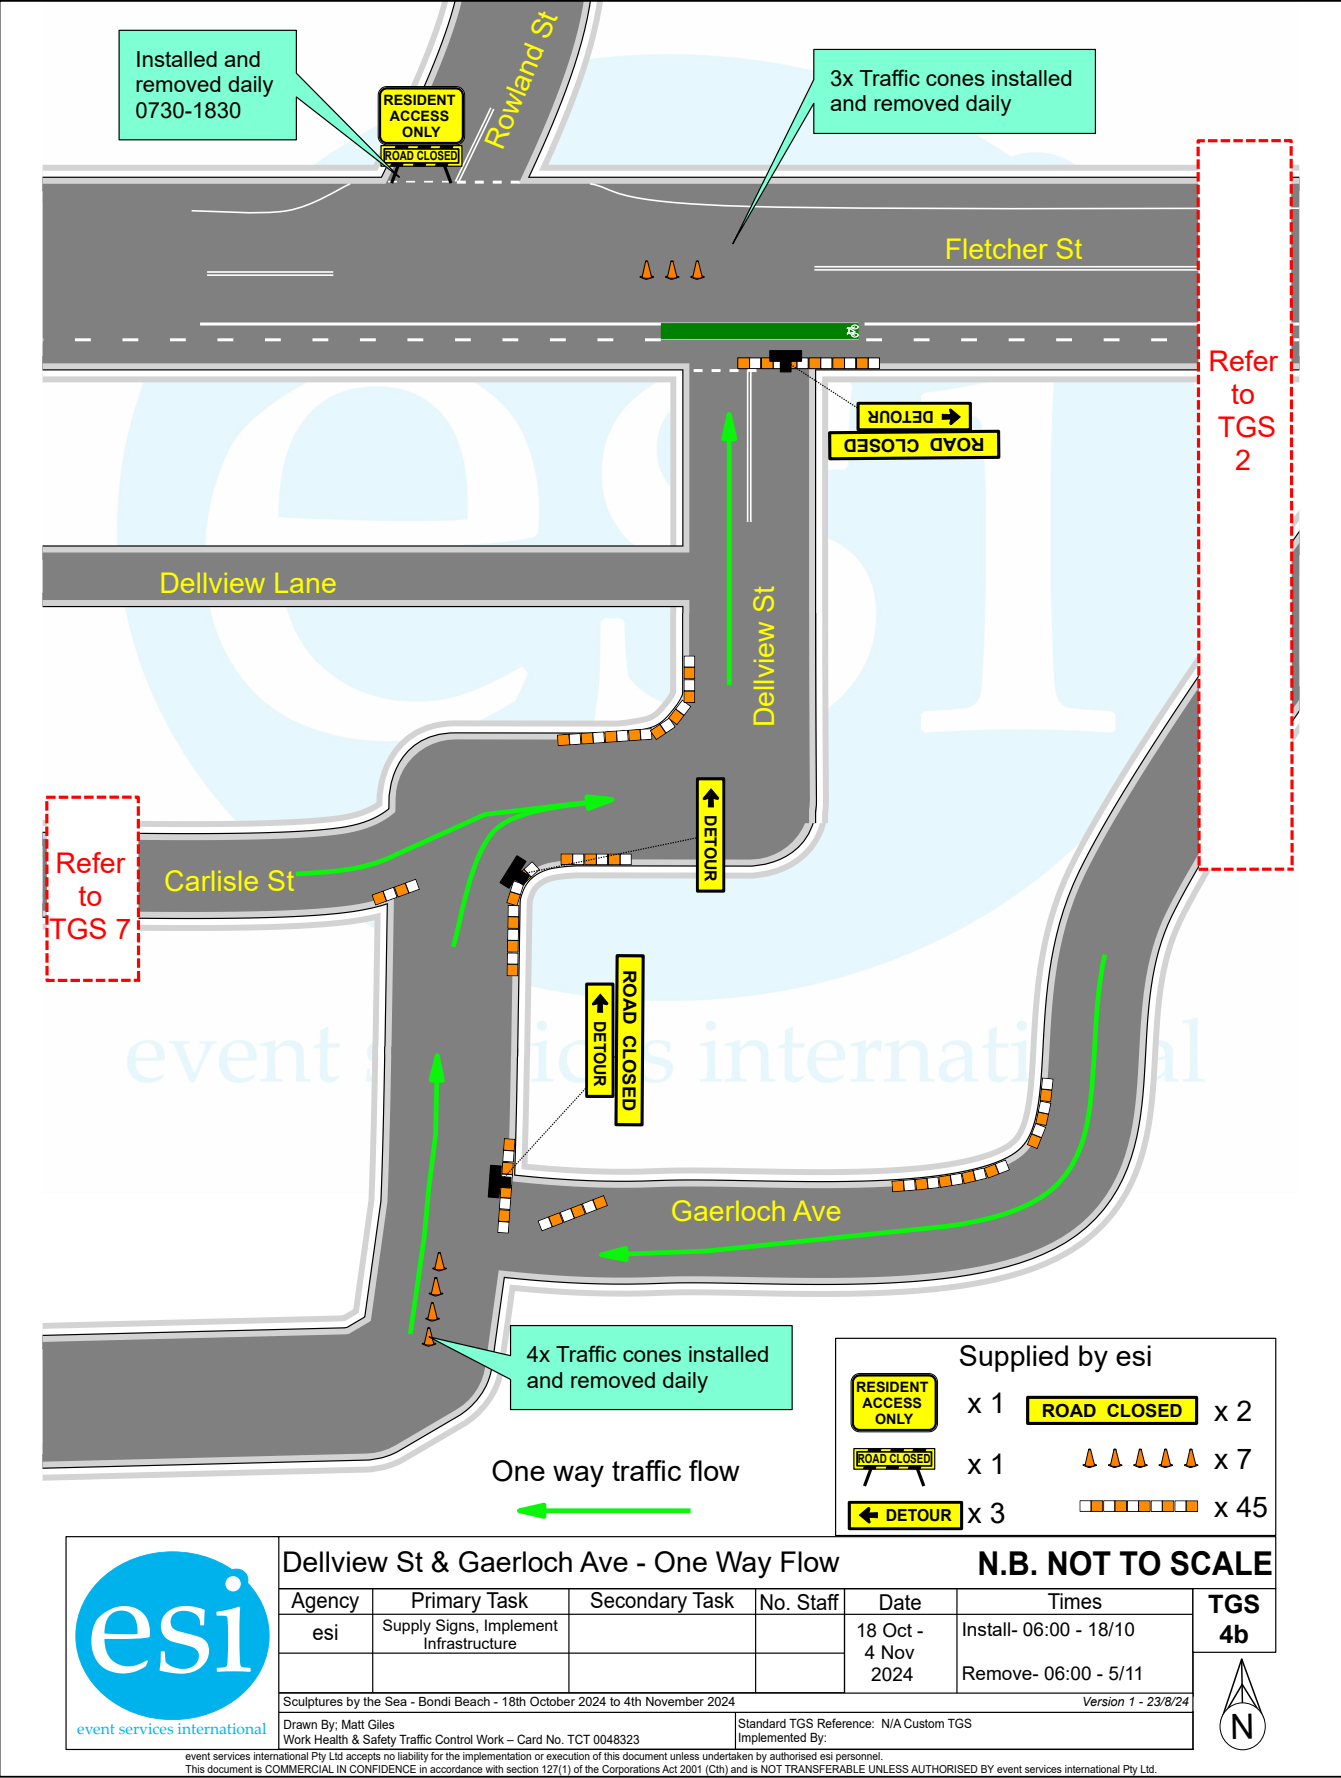 Installed and
removed daily
0730-1830
RESIDENT
ACCESS
ONLY
ROAD CLOSED
Rowland St
3x Traffic cones installed
and removed daily
Fletcher St
Refer
to
TGS
2
DETOUR
ROAD CLOSED
Dellview Lane
Dellview St
DETOUR
Refer
to
TGS 7
Carlisle St
ROAD CLOSED
DETOUR
event services international
Gaerloch Ave
4x Traffic cones installed
and removed daily
One way traffic flow
Supplied by esi
RESIDENT
ACCESS
ONLY
x 1
ROAD CLOSED
x 2
ROAD CLOSED
x 1
x 7
DETOUR
x 3
x 45
esi
event services international
Dellview St & Gaerloch Ave - One Way Flow
N.B. NOT TO SCALE
Agency
Primary Task
Secondary Task
No. Staff
Date
Times
TGS
4b
esi
Supply Signs, Implement
Infrastructure
18 Oct -
4 Nov
2024
Install- 06:00 - 18/10
Remove- 06:00 - 5/11
Sculptures by the Sea - Bondi Beach - 18th October 2024 to 4th November 2024
Version 1 - 23/8/24
Drawn By; Matt Giles
Work Health & Safety Traffic Control Work – Card No. TCT 0048323
Standard TGS Reference: N/A Custom TGS
Implemented By:
N
event services international Pty Ltd accepts no liability for the implementation or execution of this document unless undertaken by authorised esi personnel.
This document is COMMERCIAL IN CONFIDENCE in accordance with section 127(1) of the Corporations Act 2001 (Cth) and is NOT TRANSFERABLE UNLESS AUTHORISED BY event services international Pty Ltd.